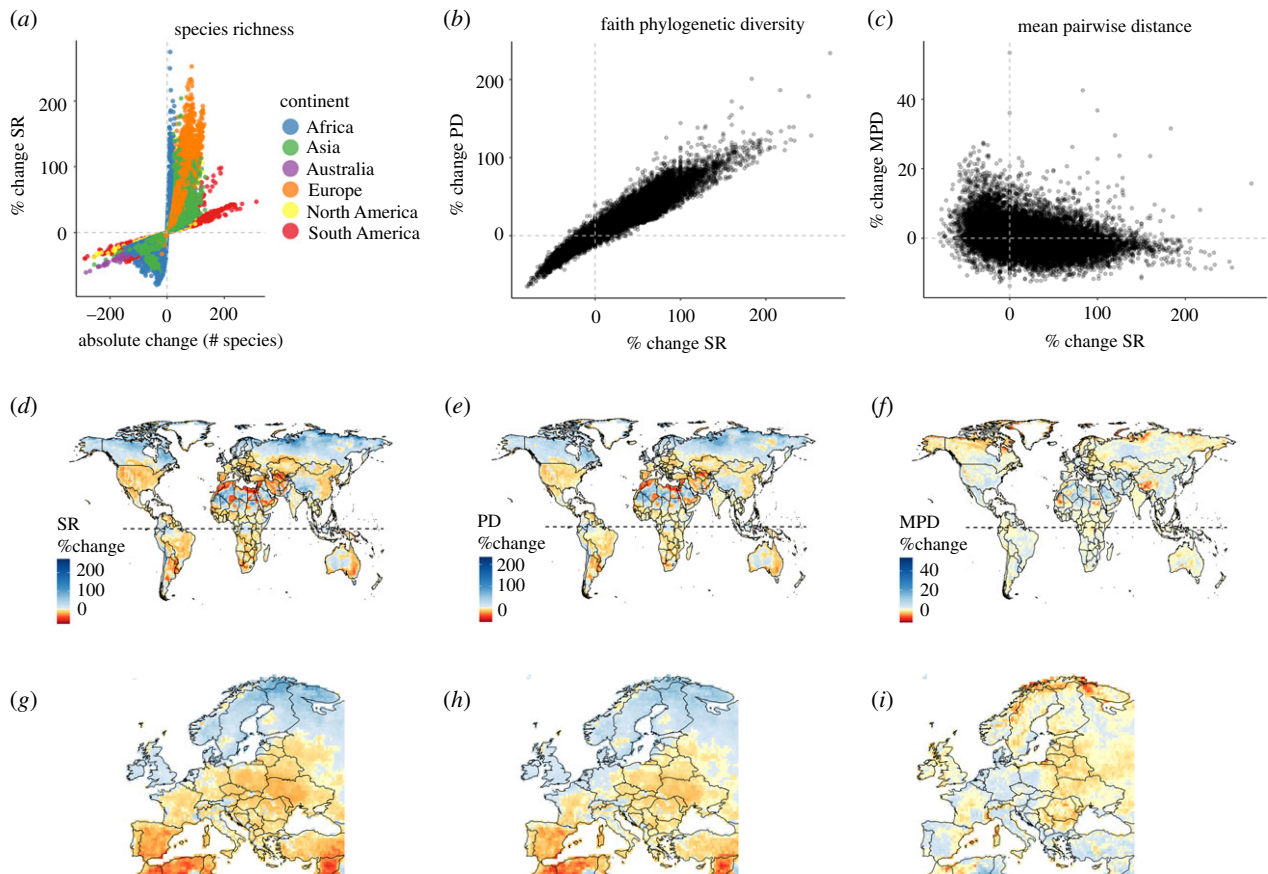 (a)
species richness
% change SR
200
100
0
−200
0
200
absolute change (# species)
continent
Africa
Asia
Australia
Europe
North America
South America
(b)
faith phylogenetic diversity
% change PD
200
100
0
0
100
200
% change SR
(c)
mean pairwise distance
% change MPD
40
20
0
0
100
200
% change SR
(d)
SR
%change
200
100
0
(e)
PD
%change
200
100
0
(f)
MPD
%change
40
20
0
(g)
(h)
(i)